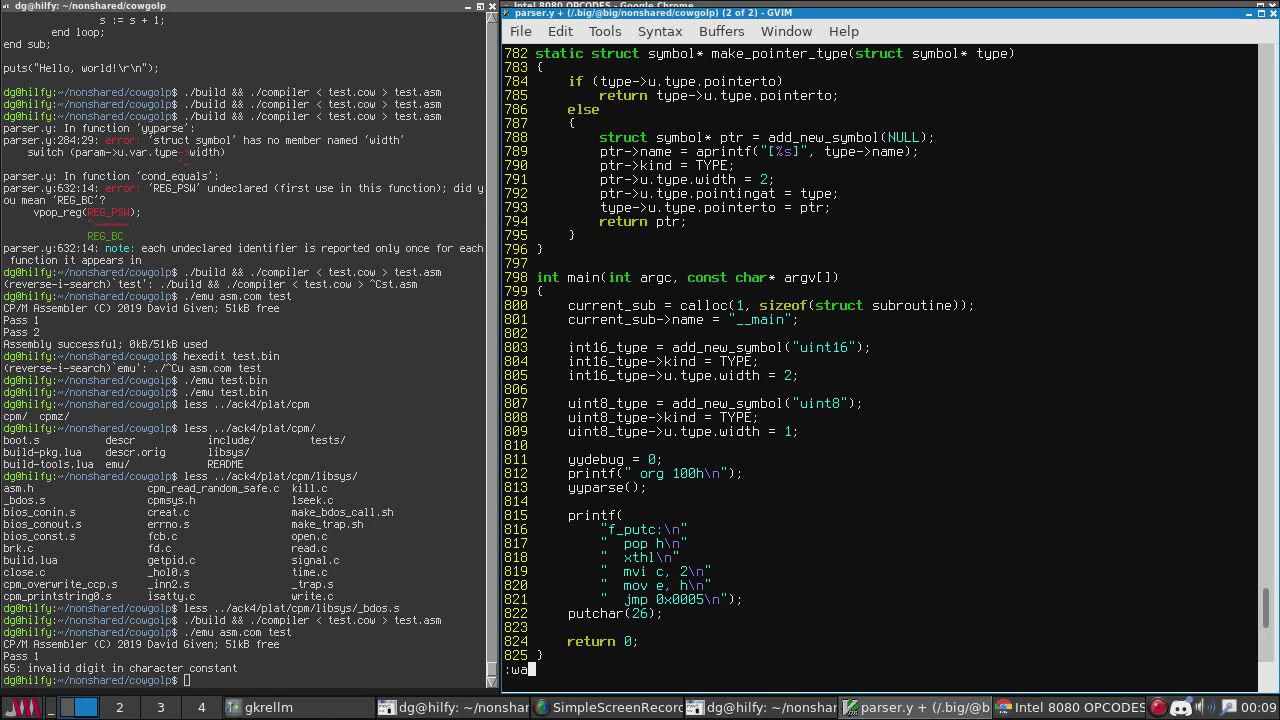 dg@hilfy: ~/nonshared/cowgolp
s := s + 1;
end loop;
end sub;
puts("Hello, world!\r\n");
dg@hilfy:~/nonshared/cowgolp$ ./build && ./compiler < test.cow > test.asm
dg@hilfy:~/nonshared/cowgolp$ ./build && ./compiler < test.cow > test.asm
dg@hilfy:~/nonshared/cowgolp$ ./build && ./compiler < test.cow > test.asm
parser.y: In function ‘yyparse’:
parser.y:284:29: error: ‘struct symbol’ has no member named ‘width’
switch (param->u.var.type->width)
^~
parser.y: In function ‘cond_equals’:
parser.y:632:14: error: ‘REG_PSW’ undeclared (first use in this function); did y
ou mean ‘REG_BC’?
vpop_reg(REG_PSW);
^~~~~~~
REG_BC
parser.y:632:14: note: each undeclared identifier is reported only once for each
function it appears in
dg@hilfy:~/nonshared/cowgolp$ ./build && ./compiler < test.cow > test.asm
(reverse-i-search)`test': ./build && ./compiler < test.cow > ^Cst.asm
dg@hilfy:~/nonshared/cowgolp$ ./emu asm.com test
CP/M Assembler (C) 2019 David Given; 51kB free
Pass 1
Pass 2
Assembly successful; 0kB/51kB used
dg@hilfy:~/nonshared/cowgolp$ hexedit test.bin
(reverse-i-search)`emu': ./^Cu asm.com test
dg@hilfy:~/nonshared/cowgolp$ ./emu test.bin
dg@hilfy:~/nonshared/cowgolp$ ./emu test.bin
dg@hilfy:~/nonshared/cowgolp$ less ../ack4/plat/cpm
cpm/ cpmz/
dg@hilfy:~/nonshared/cowgolp$ less ../ack4/plat/cpm/
boot.s descr include/ tests/
build-pkg.lua descr.orig libsys/
build-tools.lua emu/ README
dg@hilfy:~/nonshared/cowgolp$ less ../ack4/plat/cpm/libsys/
asm.h cpm_read_random_safe.c kill.c
_bdos.s cpmsys.h lseek.c
bios_conin.s creat.c make_bdos_call.sh
bios_conout.s errno.s make_trap.sh
bios_const.s fcb.c open.c
brk.c fd.c read.c
build.lua getpid.c signal.c
close.c _hol0.s time.c
cpm_overwrite_ccp.s _inn2.s _trap.s
cpm_printstring0.s isatty.c write.c
dg@hilfy:~/nonshared/cowgolp$ less ../ack4/plat/cpm/libsys/_bdos.s
dg@hilfy:~/nonshared/cowgolp$ ./build && ./compiler < test.cow > test.asm
dg@hilfy:~/nonshared/cowgolp$ ./emu asm.com test
CP/M Assembler (C) 2019 David Given; 51kB free
Pass 1
65: invalid digit in character constant
dg@hilfy:~/nonshared/cowgolp$
Intel 8080 OPCODES - Google Chrome
parser.y + (/.big/@big/nonshared/cowgolp) (2 of 2) - GVIM
File Edit Tools Syntax Buffers Window Help
782 static struct symbol* make_pointer_type(struct symbol* type)
783 {
784 if (type->u.type.pointerto)
785 return type->u.type.pointerto;
786 else
787 {
788 struct symbol* ptr = add_new_symbol(NULL);
789 ptr->name = aprintf("[%s]", type->name);
790 ptr->kind = TYPE;
791 ptr->u.type.width = 2;
792 ptr->u.type.pointingat = type;
793 type->u.type.pointerto = ptr;
794 return ptr;
795 }
796 }
797
798 int main(int argc, const char* argv[])
799 {
800 current_sub = calloc(1, sizeof(struct subroutine));
801 current_sub->name = "__main";
802
803 int16_type = add_new_symbol("uint16");
804 int16_type->kind = TYPE;
805 int16_type->u.type.width = 2;
806
807 uint8_type = add_new_symbol("uint8");
808 uint8_type->kind = TYPE;
809 uint8_type->u.type.width = 1;
810
811 yydebug = 0;
812 printf(" org 100h\n");
813 yyparse();
814
815 printf(
816 "f_putc:\n"
817 " pop h\n"
818 " xthl\n"
819 " mvi c, 2\n"
820 " mov e, h\n"
821 " jmp 0x0005\n");
822 putchar(26);
823
824 return 0;
825 }
:wa
2 3 4 gkrellm dg@hilfy: ~/nonshar SimpleScreenRecord dg@hilfy: ~/nonshar parser.y + (/.big/@b Intel 8080 OPCODES 00:09